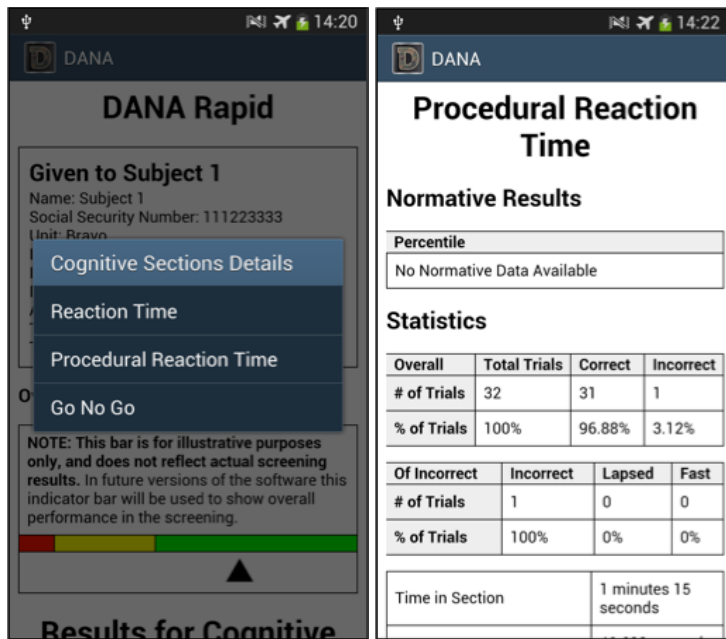 14:20
DANA
DANA Rapid
Given to Subject 1
Name: Subject 1
Social Security Number: 111223333
Unit: Bravo
Cognitive Sections Details
Reaction Time
Procedural Reaction Time
Go No Go
NOTE: This bar is for illustrative purposes
only, and does not reflect actual screening
results. In future versions of the software this
indicator bar will be used to show overall
performance in the screening.
Results for Cognitive
14:22
DANA
Procedural Reaction
Time
Normative Results
Percentile
No Normative Data Available
Statistics
Overall Total Trials Correct Incorrect
# of Trials 32 31 1
% of Trials 100% 96.88% 3.12%
Of Incorrect Incorrect Lapsed Fast
# of Trials 1 0 0
% of Trials 100% 0% 0%
Time in Section 1 minutes 15
seconds